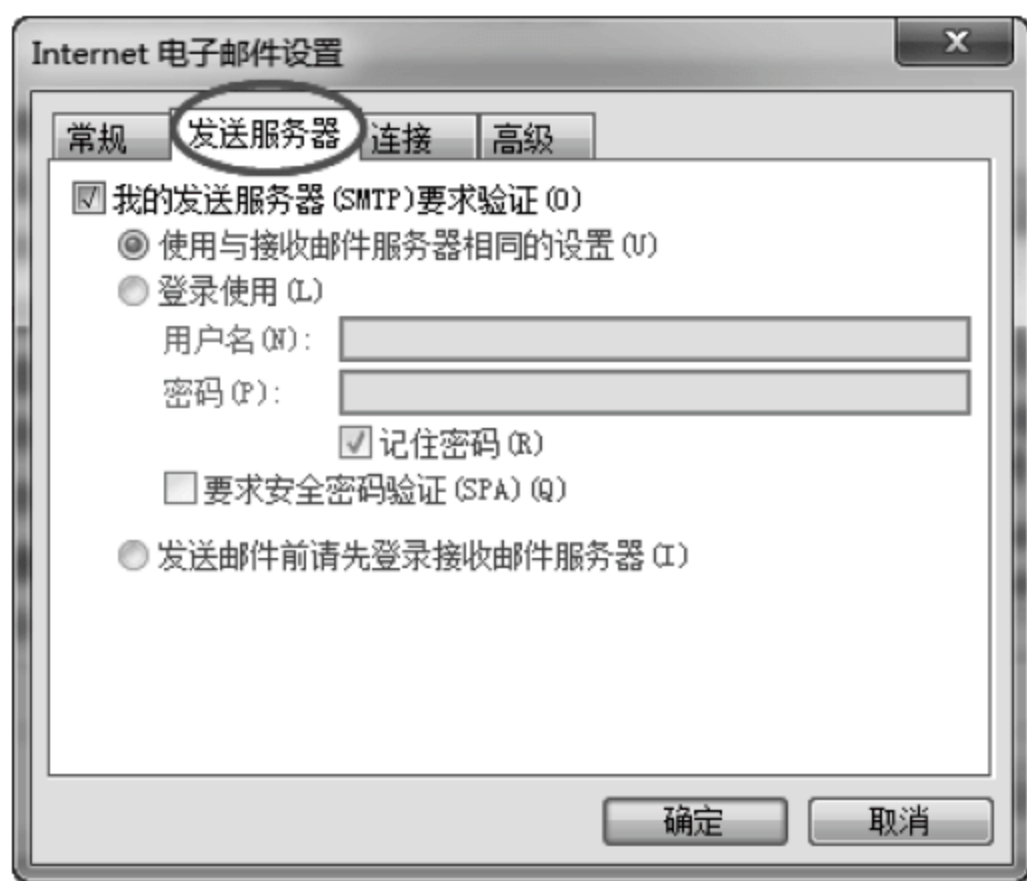 Internet 电子邮件设置
x
常规 发送服务器 连接 高级
我的发送服务器(SMTP)要求验证(O)
使用与接收邮件服务器相同的设置(U)
登录使用(L)
用户名(N):
密码(P):
记住密码(R)
要求安全密码验证(SPA)(Q)
发送邮件前请先登录接收邮件服务器(I)
确定 取消